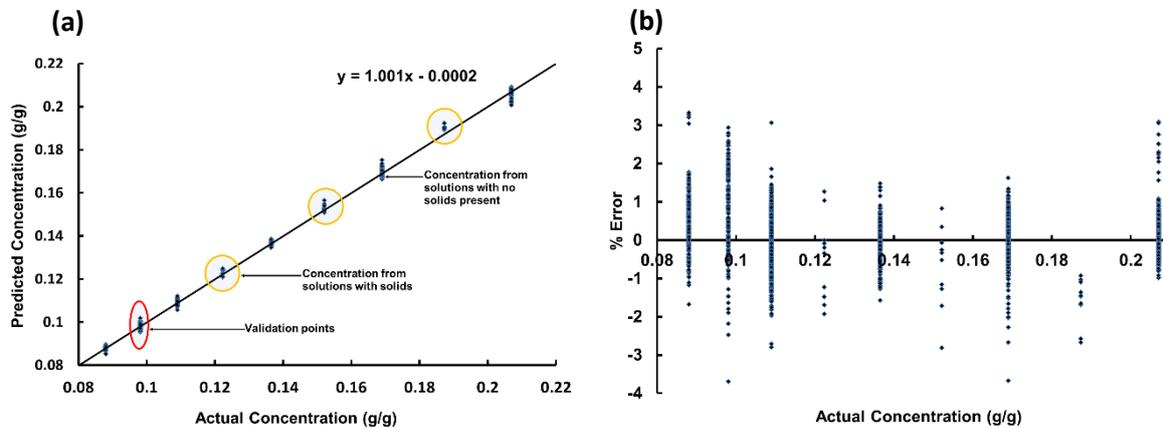 (a)
y = 1.001x - 0.0002
Predicted Concentration (g/g)
0.22
0.2
0.18
0.16
0.14
0.12
0.1
0.08
Concentration from
solutions with no
solids present
Concentration from
solutions with solids
Validation points
0.08 0.1 0.12 0.14 0.16 0.18 0.2 0.22
Actual Concentration (g/g)
(b)
% Error
5
4
3
2
1
0
-1
-2
-3
-4
0.08 0.1 0.12 0.14 0.16 0.18 0.2
Actual Concentration (g/g)